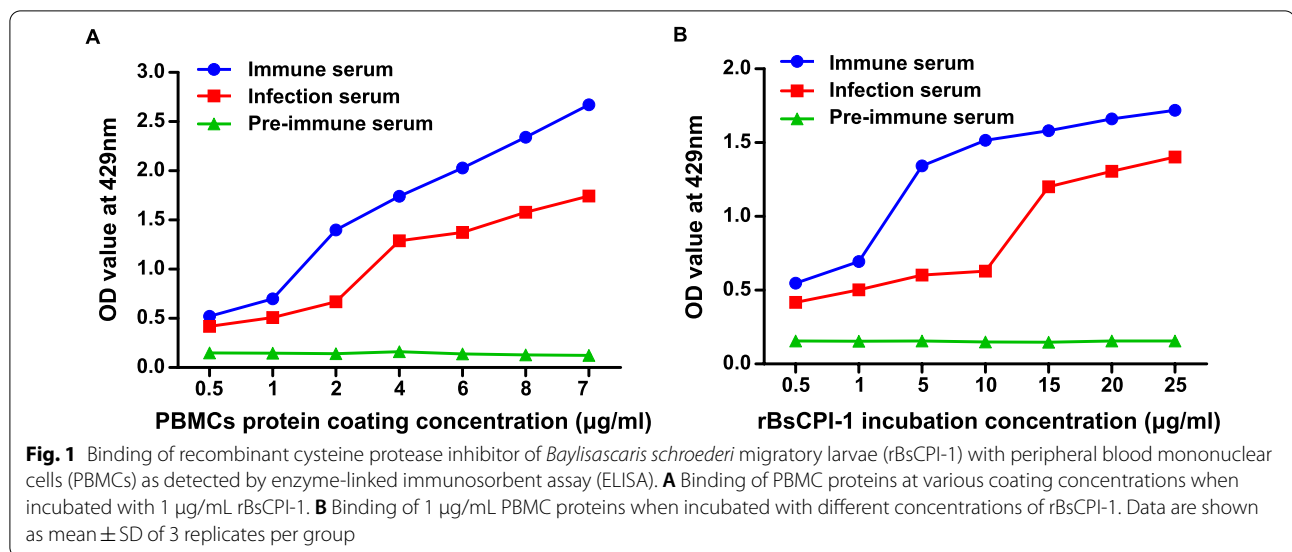 A
Immune serum
Infection serum
Pre-immune serum
OD value at 429nm
3.0
2.5
2.0
1.5
1.0
0.5
0.0
0.5 1 2 4 6 8 7
PBMCs protein coating concentration (µg/ml)
B
Immune serum
Infection serum
Pre-immune serum
OD value at 429nm
2.0
1.5
1.0
0.5
0.0
0.5 1 5 10 15 20 25
rBsCPI-1 incubation concentration (µg/ml)
Fig. 1 Binding of recombinant cysteine protease inhibitor of Baylisascaris schroederi migratory larvae (rBsCPI-1) with peripheral blood mononuclear
cells (PBMCs) as detected by enzyme-linked immunosorbent assay (ELISA). A Binding of PBMC proteins at various coating concentrations when
incubated with 1 µg/mL rBsCPI-1. B Binding of 1 µg/mL PBMC proteins when incubated with different concentrations of rBsCPI-1. Data are shown
as mean ± SD of 3 replicates per group